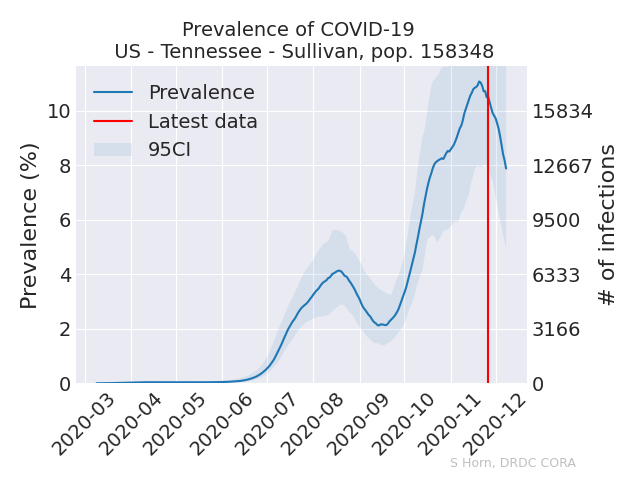 Prevalence of COVID-19
US - Tennessee - Sullivan, pop. 158348
Prevalence
Latest data
95CI
Prevalence (%)
10
8
6
4
2
0
15834
12667
9500
6333
3166
0
# of infections
2020-03
2020-04
2020-05
2020-06
2020-07
2020-08
2020-09
2020-10
2020-11
2020-12
S Horn, DRDC CORA